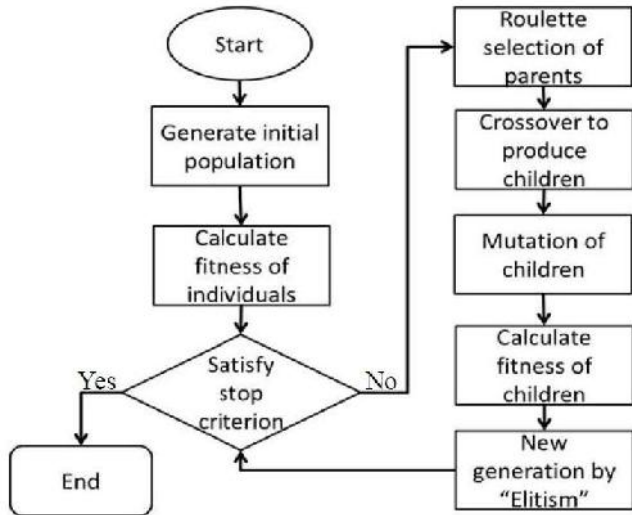 Start
Generate initial
population
Calculate
fitness of
individuals
Satisfy
stop
criterion
Yes
No
End
Roulette
selection of
parents
Crossover to
produce
children
Mutation of
children
Calculate
fitness of
children
New
generation by
“Elitism”